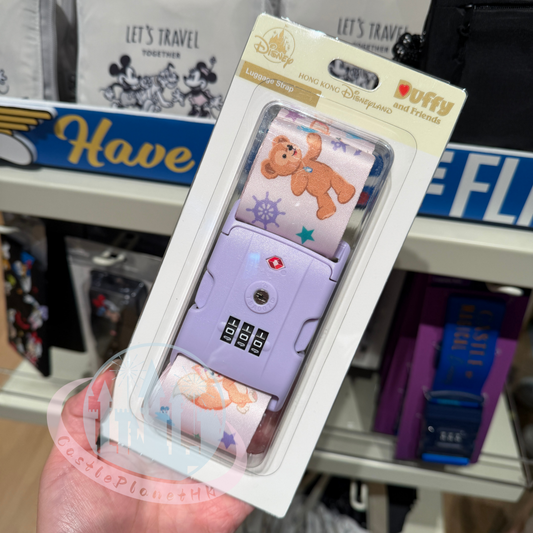 LET'S TRAVEL
TOGETHER
LET'S TRAVEL
TOGETHER
Disney
HONG KONG DISNEYLAND
Luggage Strap
Duffy
and Friends
Have
FL
000
CastlePlanetHK